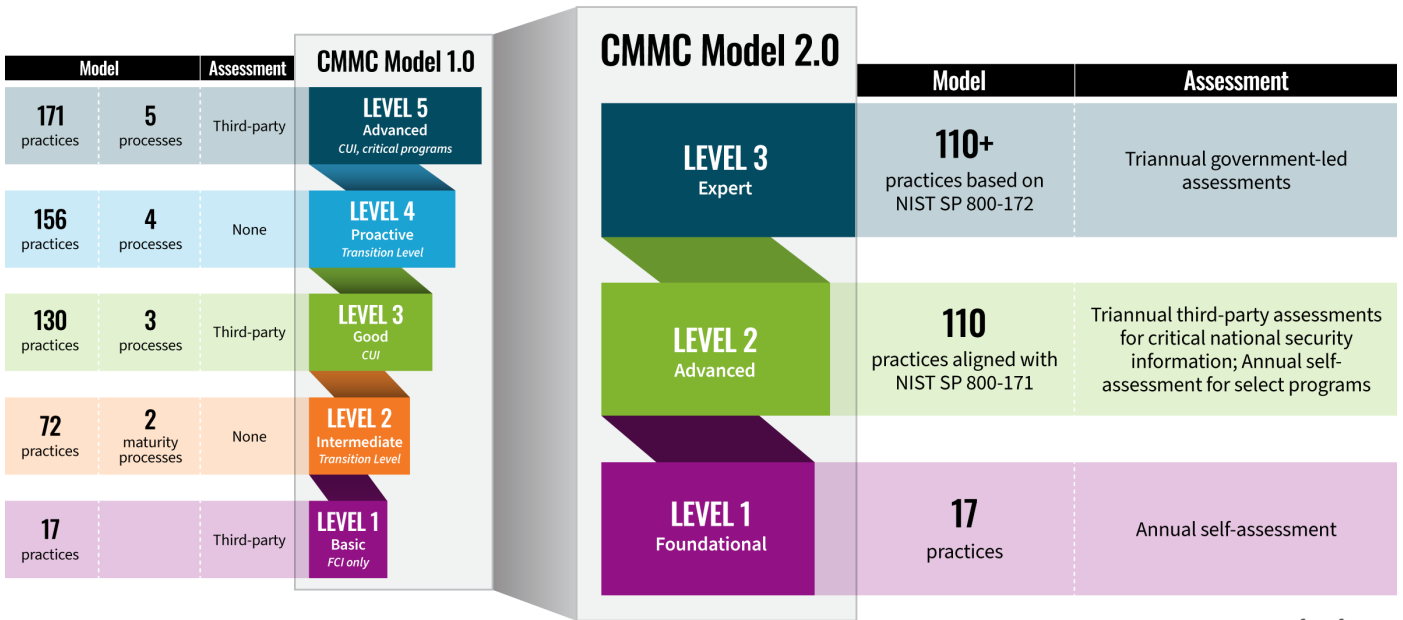 CMMC Model 1.0
Model
Assessment
171
practices
5
processes
Third-party
LEVEL 5
Advanced
CUI, critical programs
156
practices
4
processes
None
LEVEL 4
Proactive
Transition Level
130
practices
3
processes
Third-party
LEVEL 3
Good
CUI
72
practices
2
maturity
processes
None
LEVEL 2
Intermediate
Transition Level
17
practices
Third-party
LEVEL 1
Basic
FCI only
CMMC Model 2.0
Model
Assessment
LEVEL 3
Expert
110+
practices based on
NIST SP 800-172
Triannual government-led
assessments
LEVEL 2
Advanced
110
practices aligned with
NIST SP 800-171
Triannual third-party assessments
for critical national security
information; Annual self-
assessment for select programs
LEVEL 1
Foundational
17
practices
Annual self-assessment